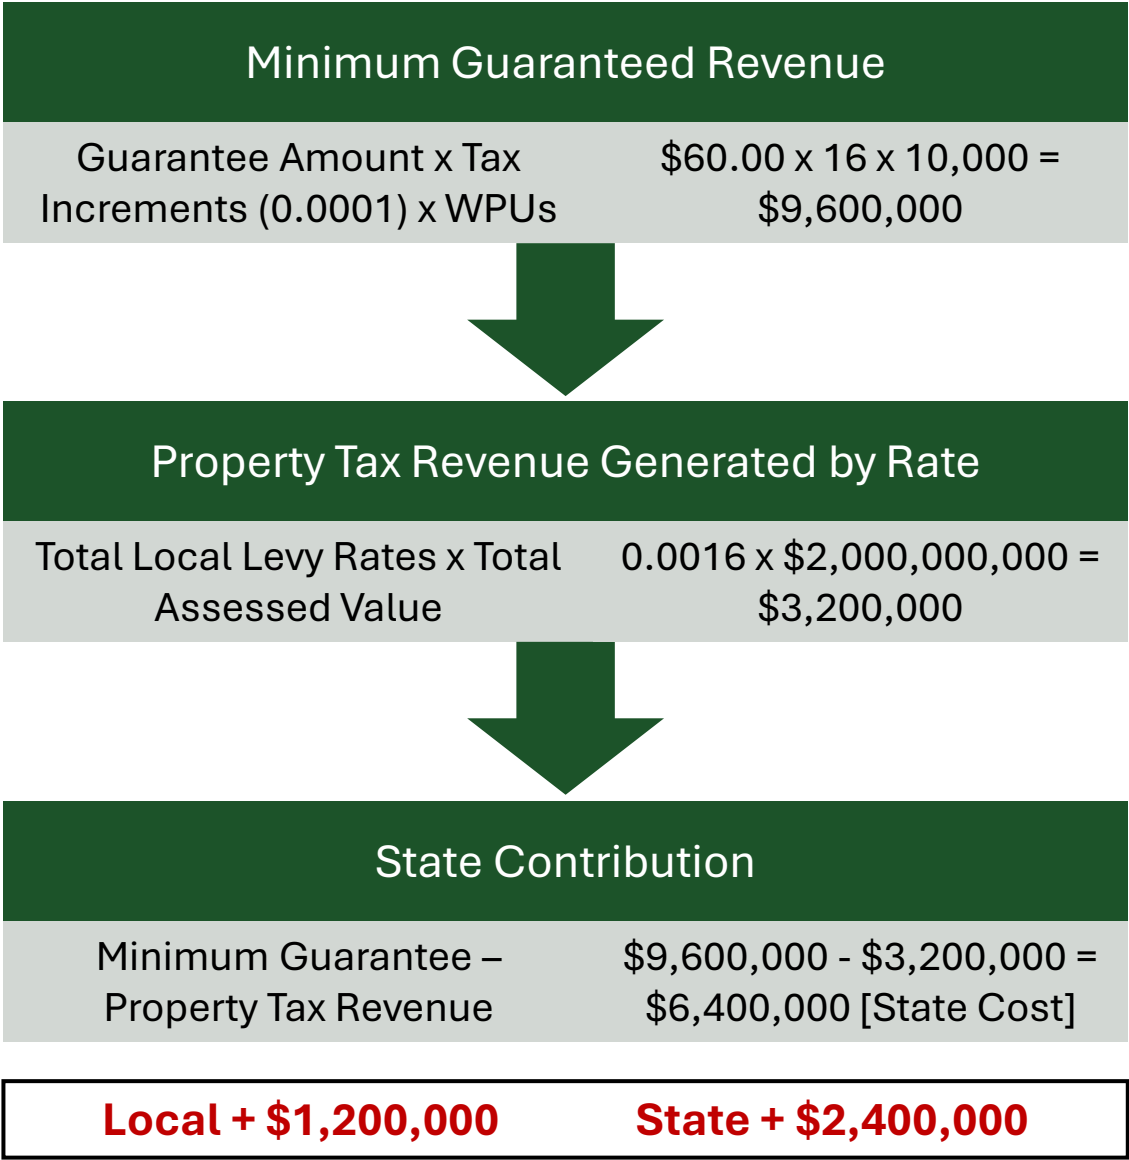 Minimum Guaranteed Revenue
Guarantee Amount x Tax
Increments (0.0001) x WPUs
$60.00 x 16 x 10,000 =
$9,600,000
Property Tax Revenue Generated by Rate
Total Local Levy Rates x Total
Assessed Value
0.0016 x $2,000,000,000 =
$3,200,000
State Contribution
Minimum Guarantee –
Property Tax Revenue
$9,600,000 - $3,200,000 =
$6,400,000 [State Cost]
Local + $1,200,000
State + $2,400,000